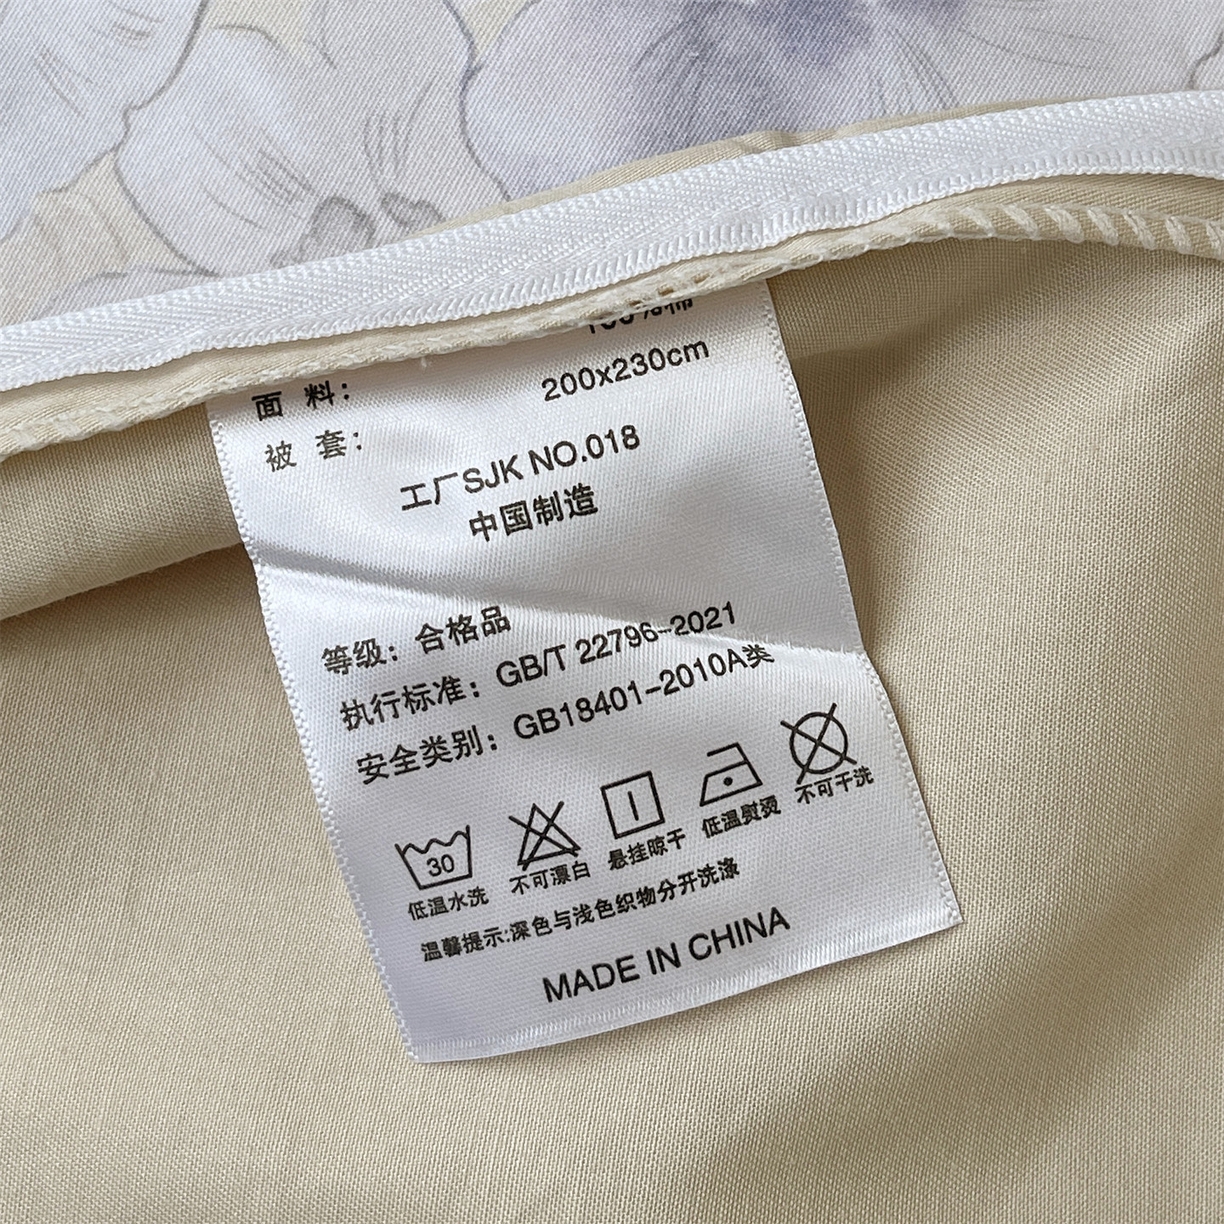 面 料： 100%棉
被 套： 200x230cm
工厂SJK NO.018
中国制造
等级：合格品
执行标准：GB/T 22796-2021
安全类别：GB18401-2010A类
30
低温水洗 不可漂白 悬挂晾干 低温熨烫 不可干洗
温馨提示:深色与浅色织物分开洗涤
MADE IN CHINA